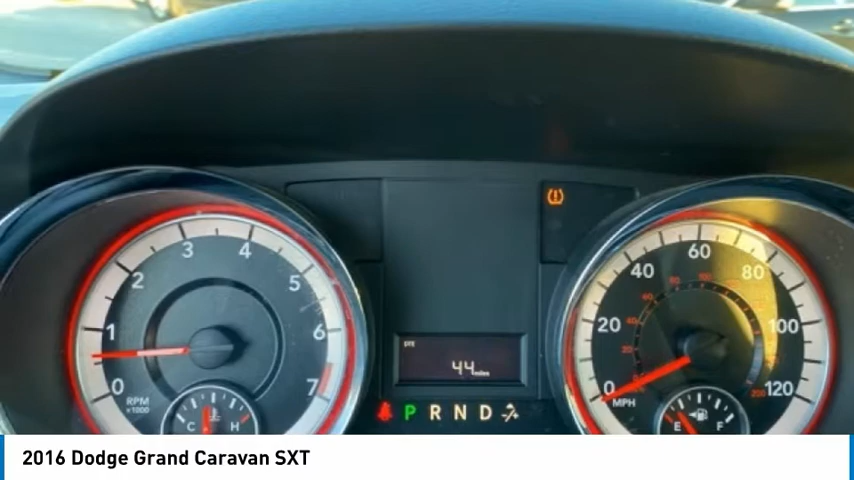 3 4
2 5
1 6
0 7
RPM
x1000
C H
DTE
44 miles
P R N D
60
40 80
20 100
0 120
MPH
200
E F
2016 Dodge Grand Caravan SXT